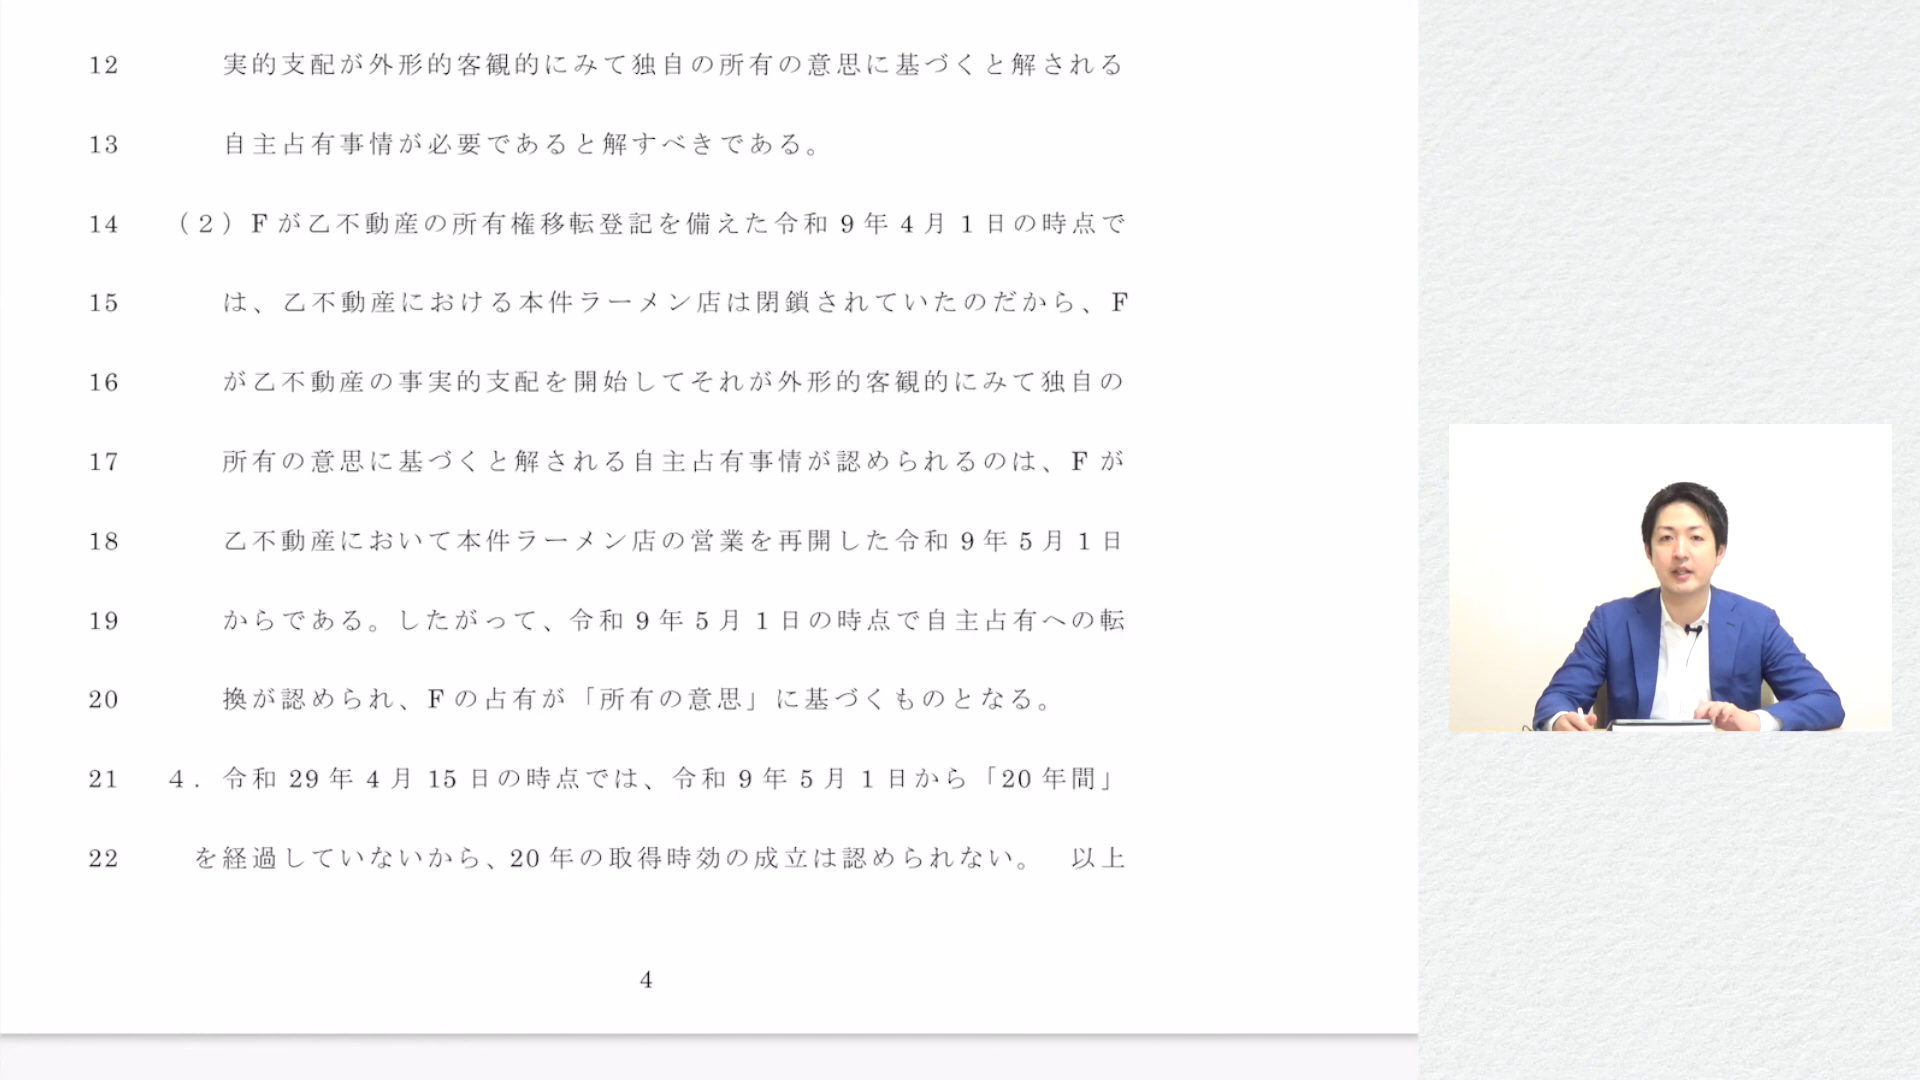 12 実的支配が外形的客観的にみて独自の所有の意思に基づくと解される
13 自主占有事情が必要であると解すべきである。
14 （２）Fが乙不動産の所有権移転登記を備えた令和 9 年 4 月 1 日の時点で
15 は、乙不動産における本件ラーメン店は閉鎖されていたのだから、F
16 が乙不動産の事実的支配を開始してそれが外形的客観的にみて独自の
17 所有の意思に基づくと解される自主占有事情が認められるのは、F が
18 乙不動産において本件ラーメン店の営業を再開した令和 9 年 5 月 1 日
19 からである。したがって、令和 9 年 5 月 1 日の時点で自主占有への転
20 換が認められ、F の占有が「所有の意思」に基づくものとなる。
21 ４．令和 29 年 4 月 15 日の時点では、令和 9 年 5 月 1 日から「20 年間」
22 を経過していないから、20 年の取得時効の成立は認められない。 以上
4